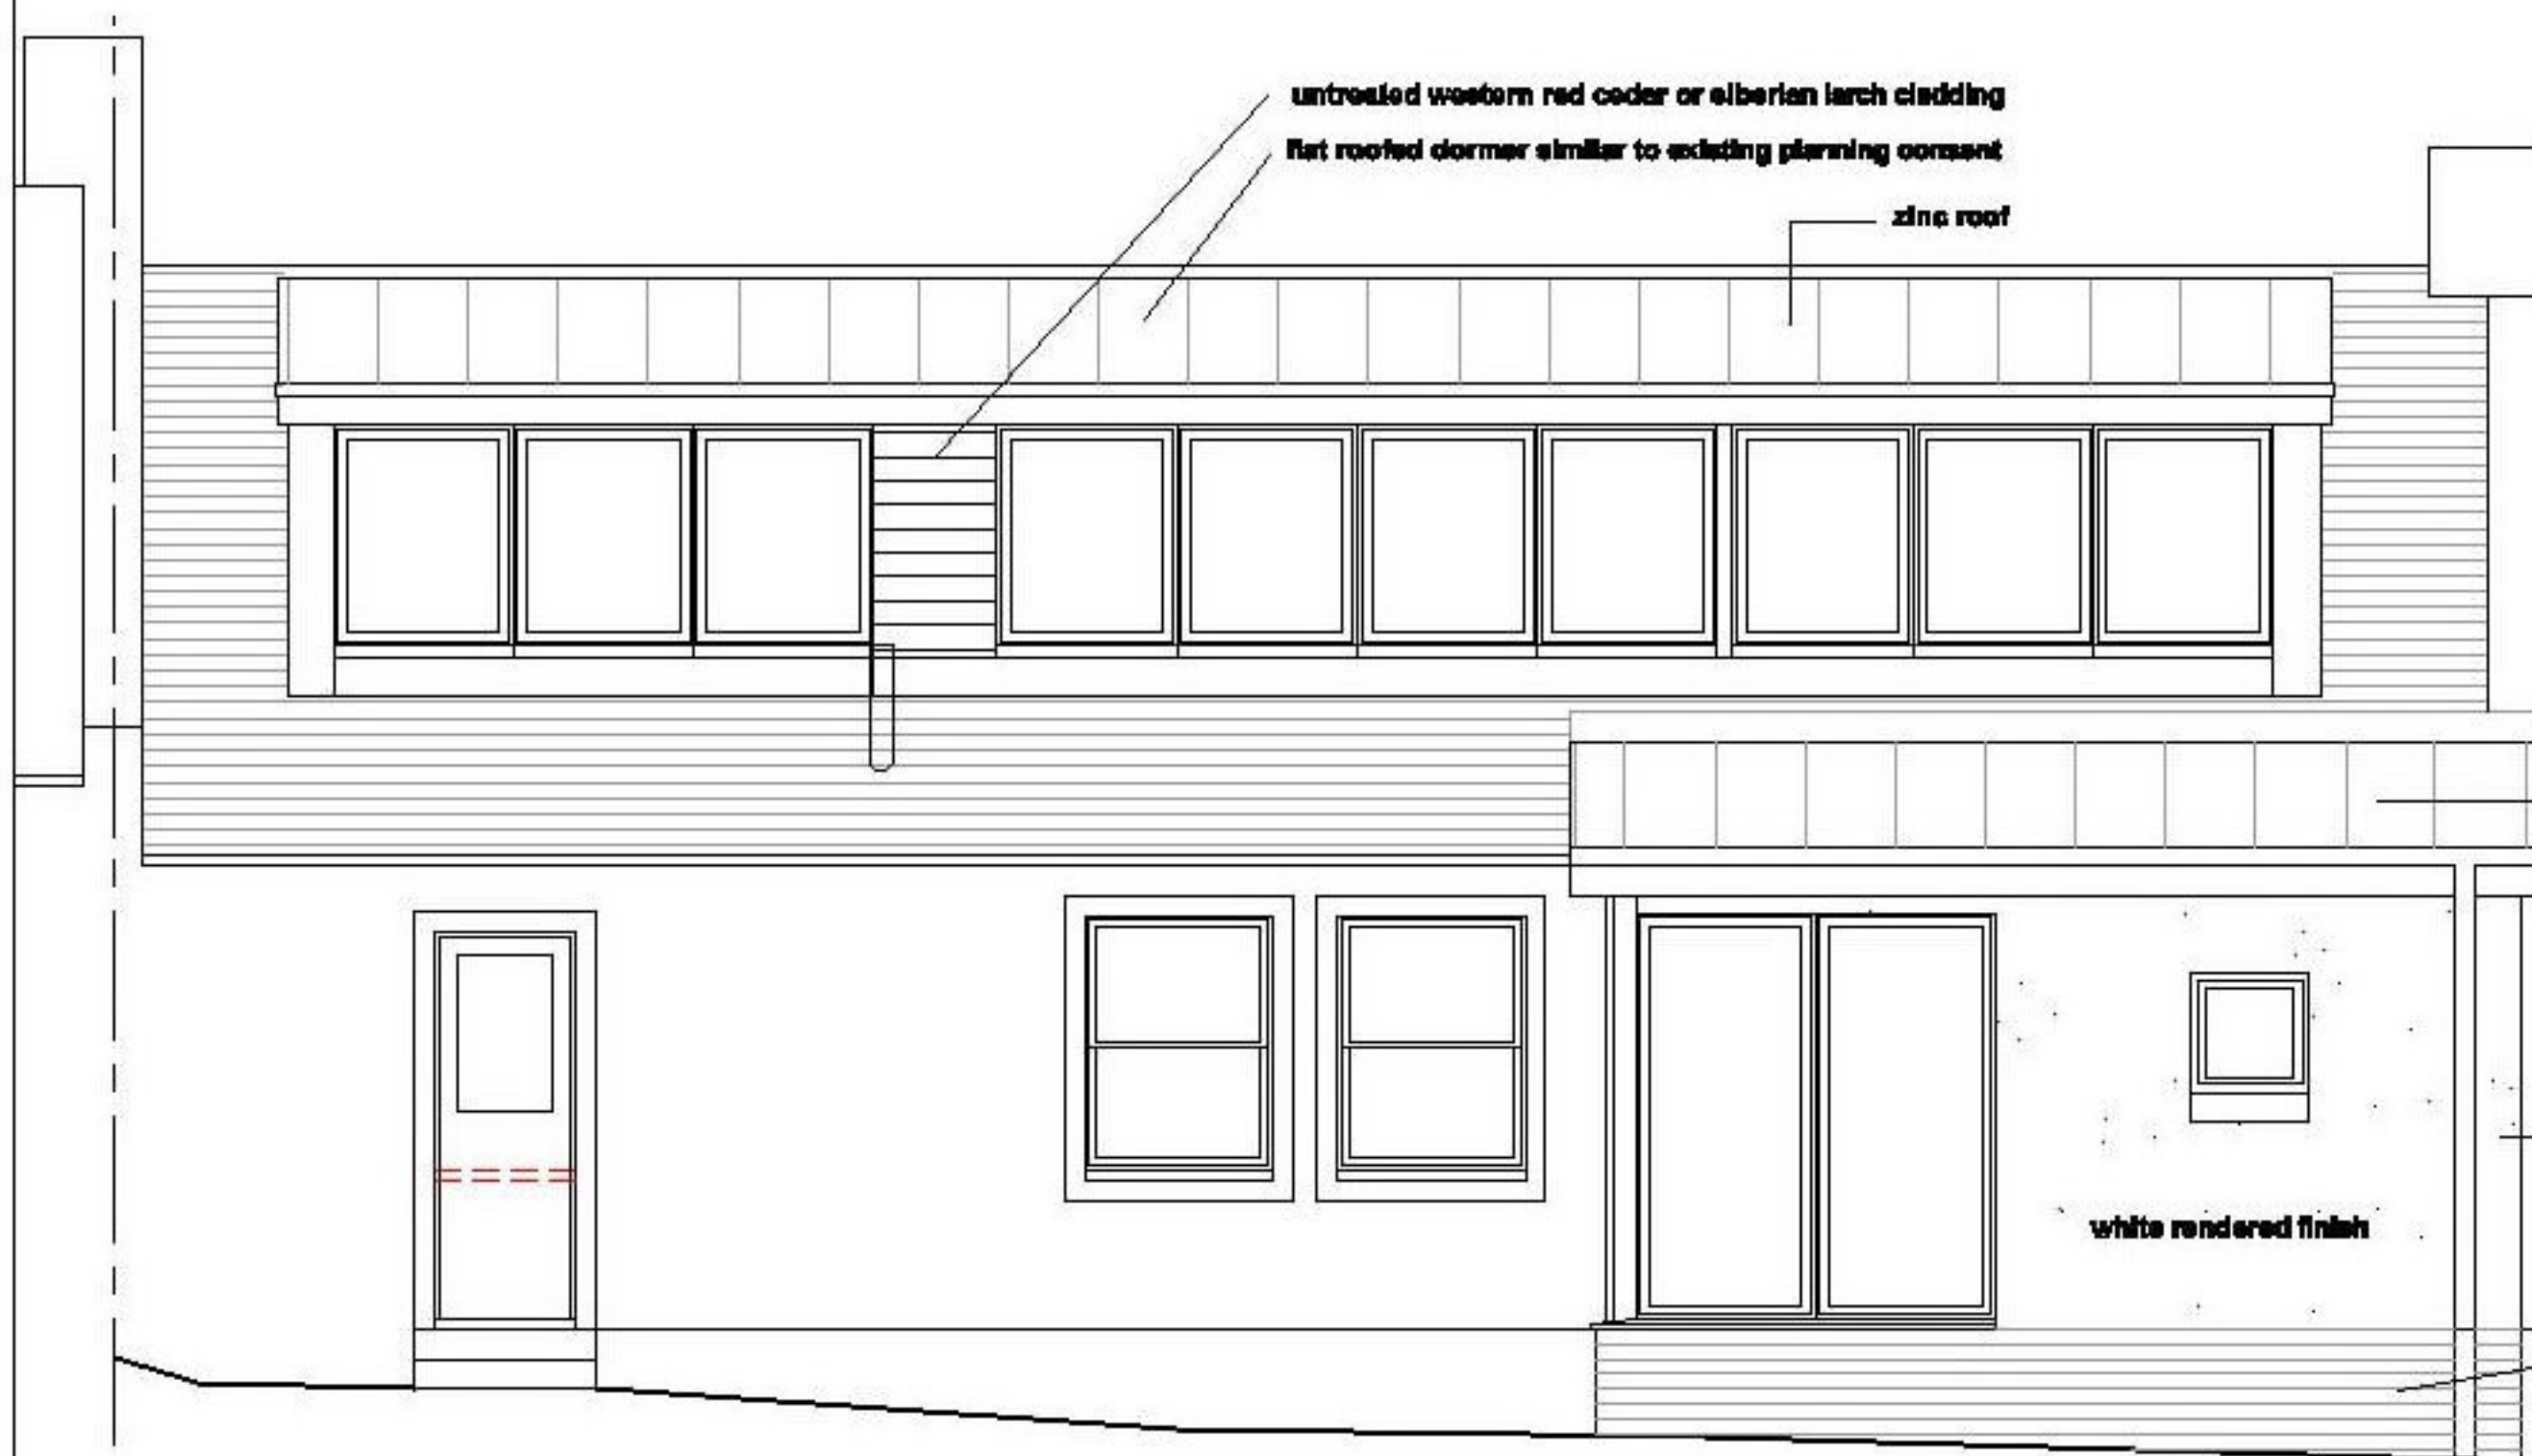 untreated western red ceder or siberian larch cladding
flat roofed dormer similar to existing planning consent
zinc roof
white rendered finish